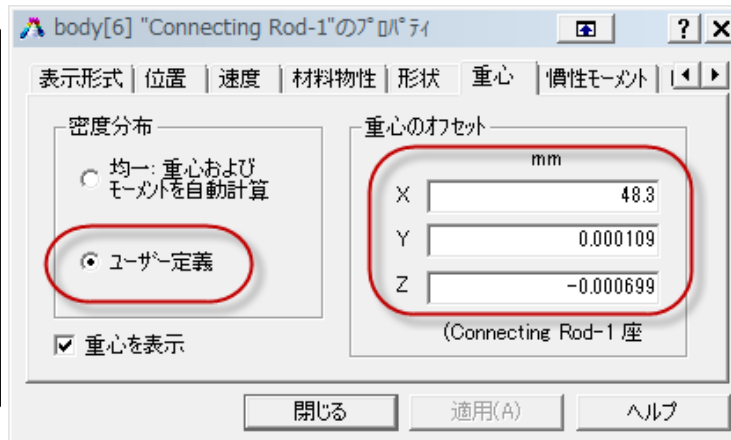 body[6] "Connecting Rod-1"のﾌﾟﾛﾊﾟﾃｨ
表示形式 位置 速度 材料物性 形状 重心 慣性ﾓｰﾒﾝﾄ
密度分布
均一: 重心および
ﾓｰﾒﾝﾄを自動計算
ユーザー定義
重心を表示
重心のｵﾌｾｯﾄ
mm
X 48.3
Y 0.000109
Z -0.000699
(Connecting Rod-1 座
閉じる 適用(A) ヘルプ